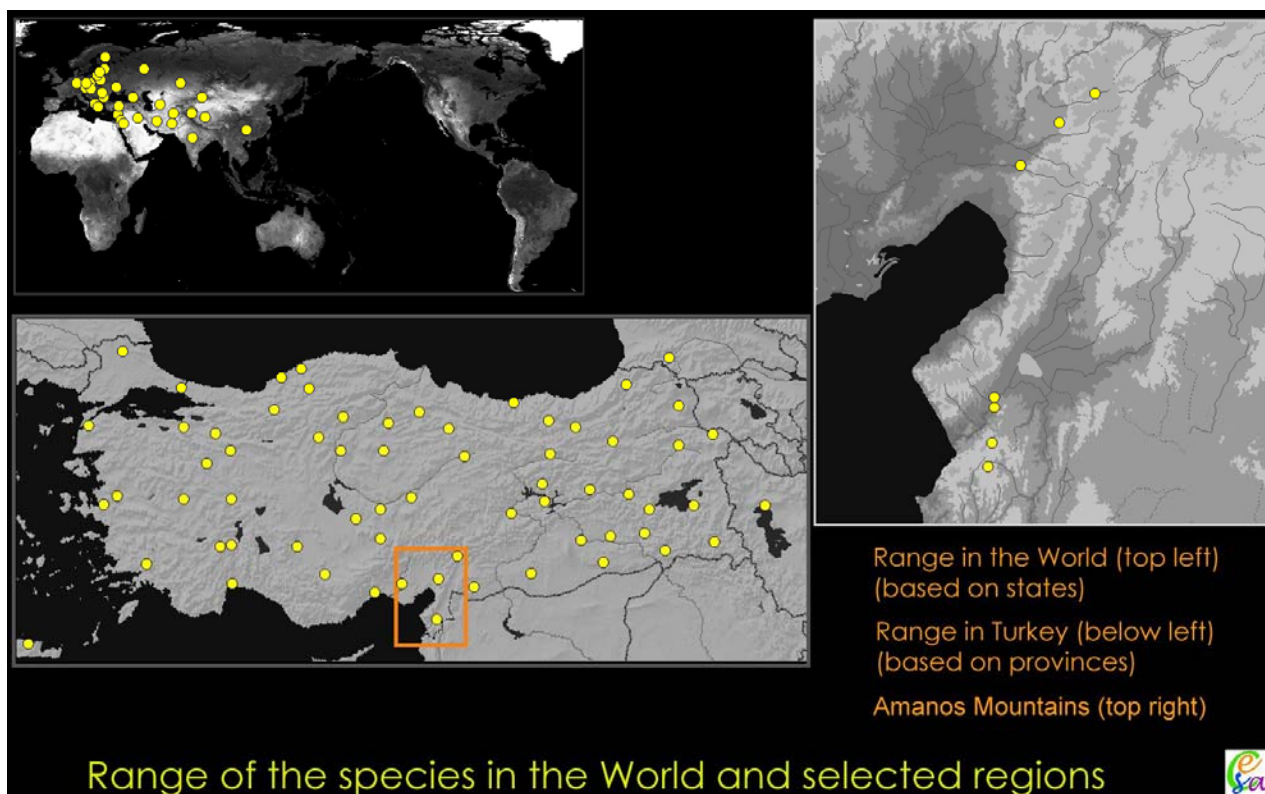 Range in the World (top left)
(based on states)
Range in Turkey (below left)
(based on provinces)
Amanos Mountains (top right)
Range of the species in the World and selected regions